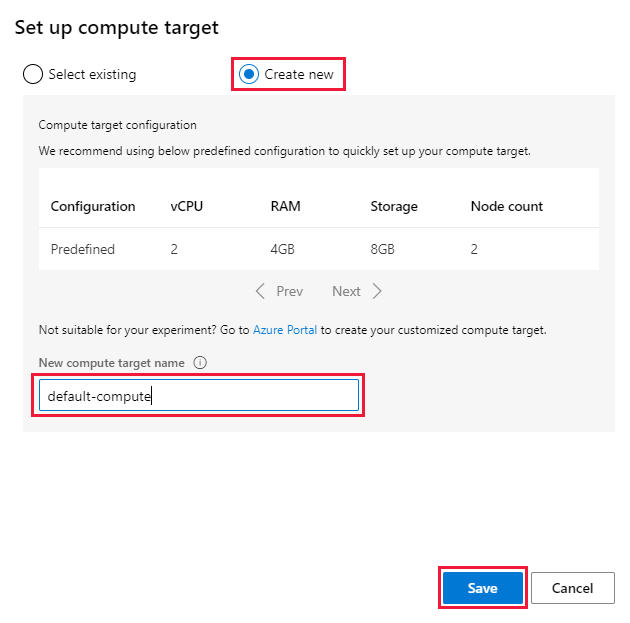 Set up compute target
Select existing Create new
Compute target configuration
We recommend using below predefined configuration to quickly set up your compute target.
Configuration vCPU RAM Storage Node count
Predefined 2 4GB 8GB 2
Prev Next
Not suitable for your experiment? Go to Azure Portal to create your customized compute target.
New compute target name
default-compute
Save Cancel